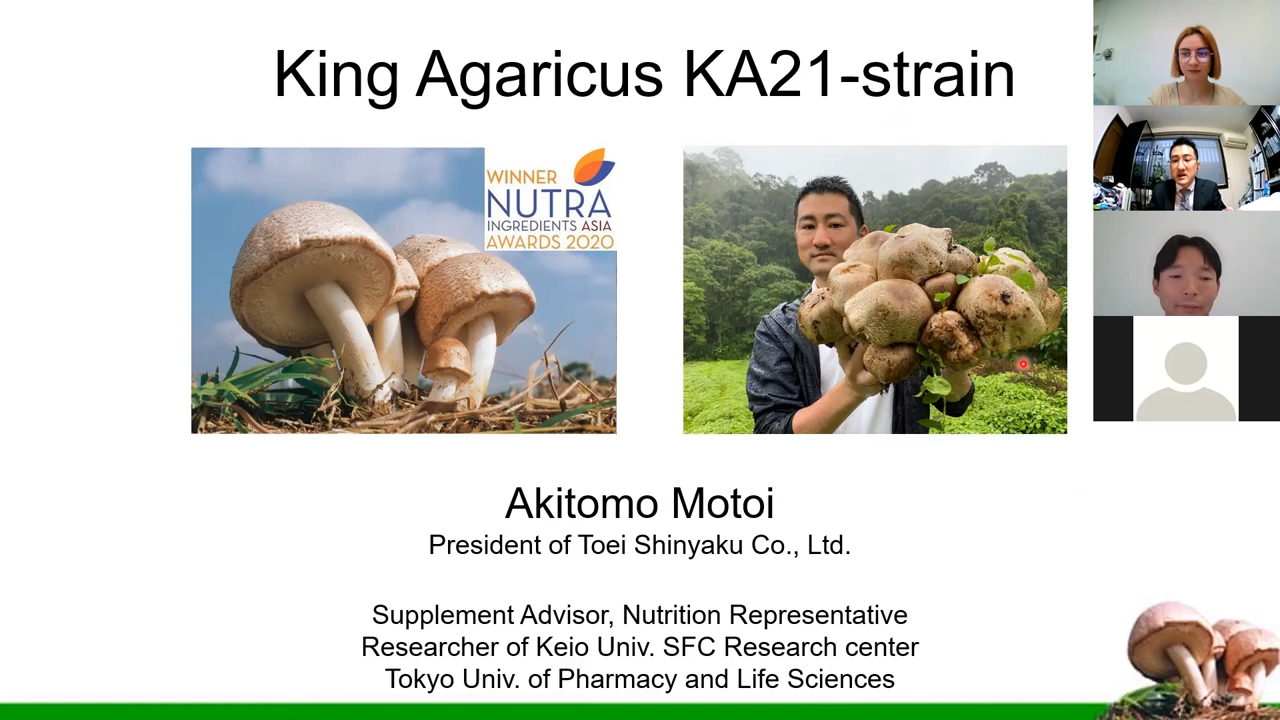 King Agaricus KA21-strain
WINNER
NUTRA
INGREDIENTS ASIA
AWARDS 2020
Akitomo Motoi
President of Toei Shinyaku Co., Ltd.
Supplement Advisor, Nutrition Representative
Researcher of Keio Univ. SFC Research center
Tokyo Univ. of Pharmacy and Life Sciences